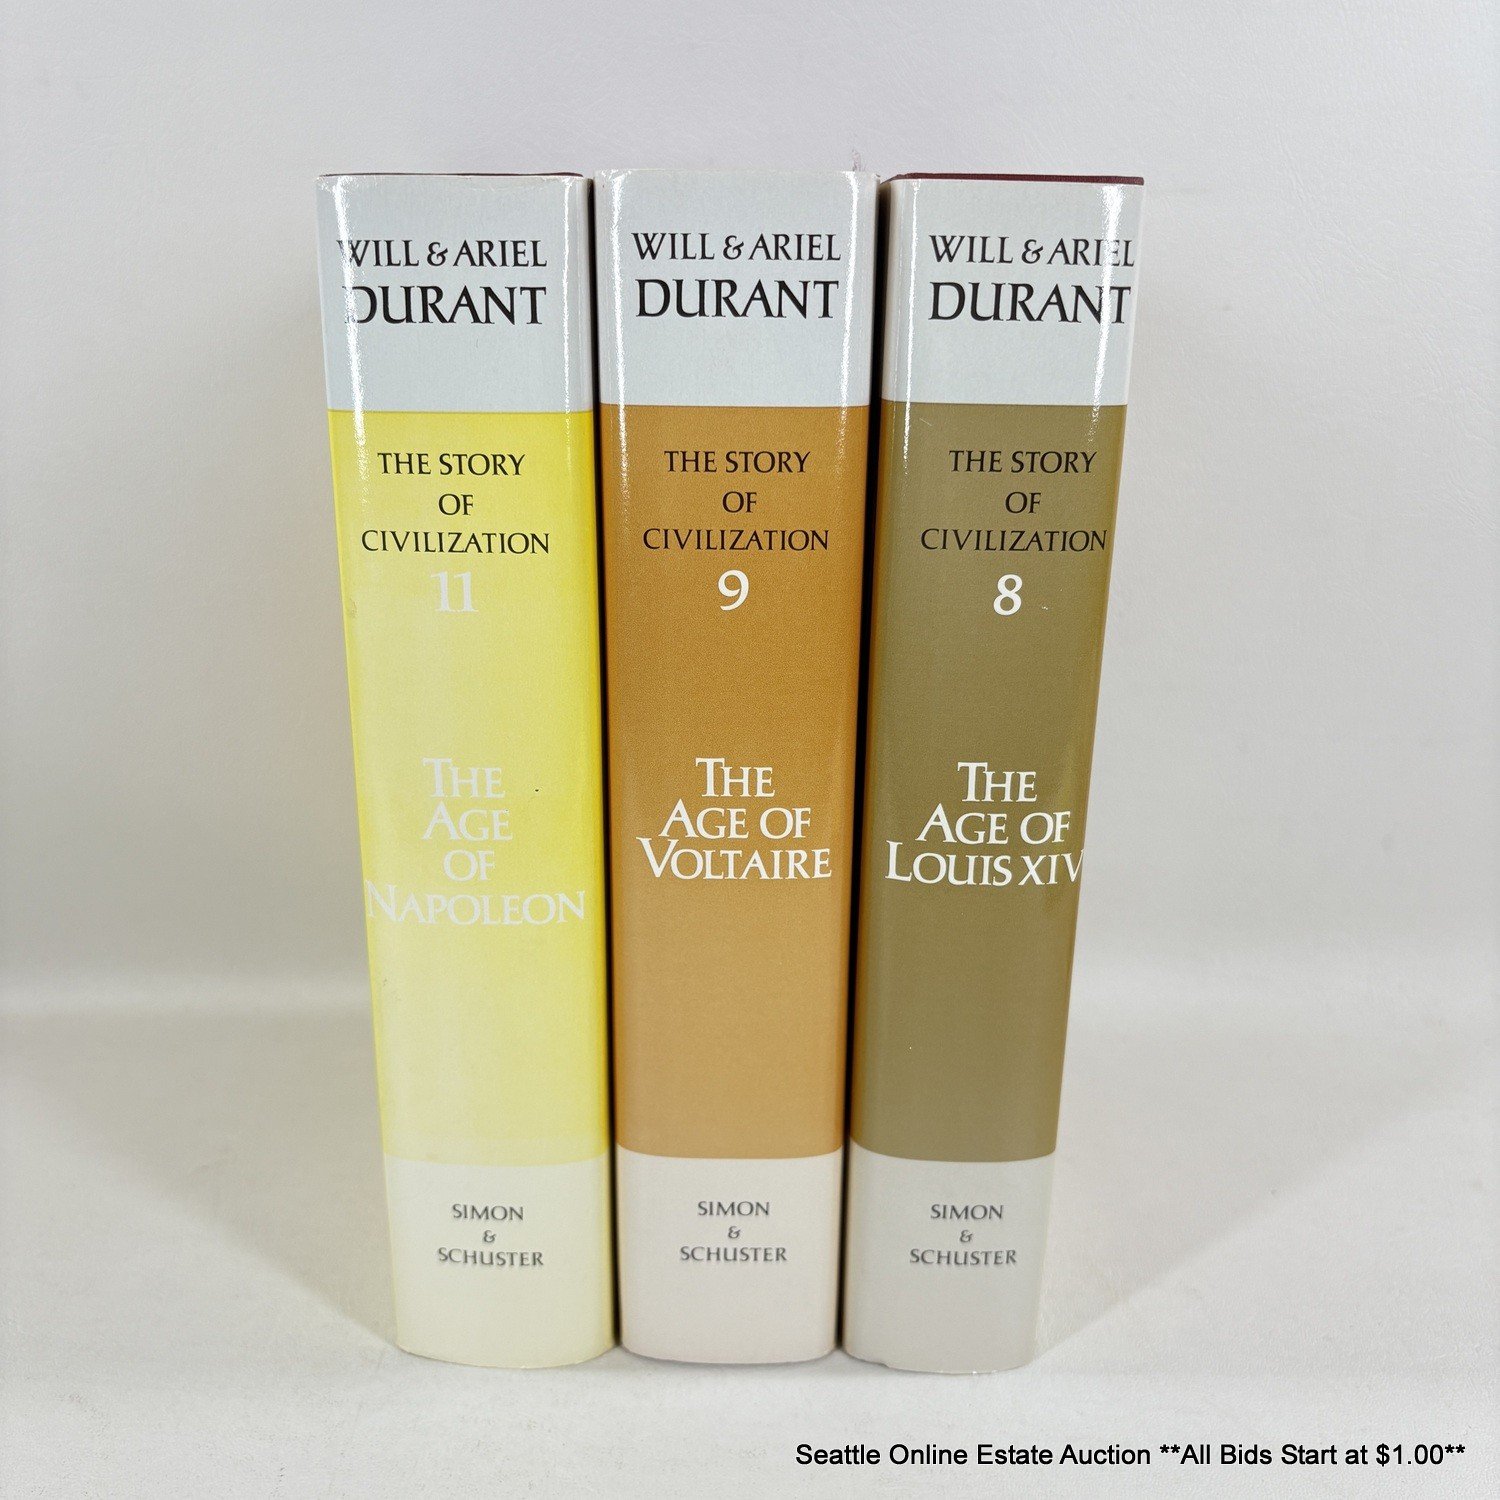 WILL & ARIEL
DURANT
THE STORY
OF
CIVILIZATION
11
THE
AGE
OF
NAPOLEON
SIMON
&
SCHUSTER
WILL & ARIEL
DURANT
THE STORY
OF
CIVILIZATION
9
THE
AGE OF
VOLTAIRE
SIMON
&
SCHUSTER
WILL & ARIEL
DURANT
THE STORY
OF
CIVILIZATION
8
THE
AGE OF
LOUIS XIV
SIMON
&
SCHUSTER
Seattle Online Estate Auction **All Bids Start at $1.00**